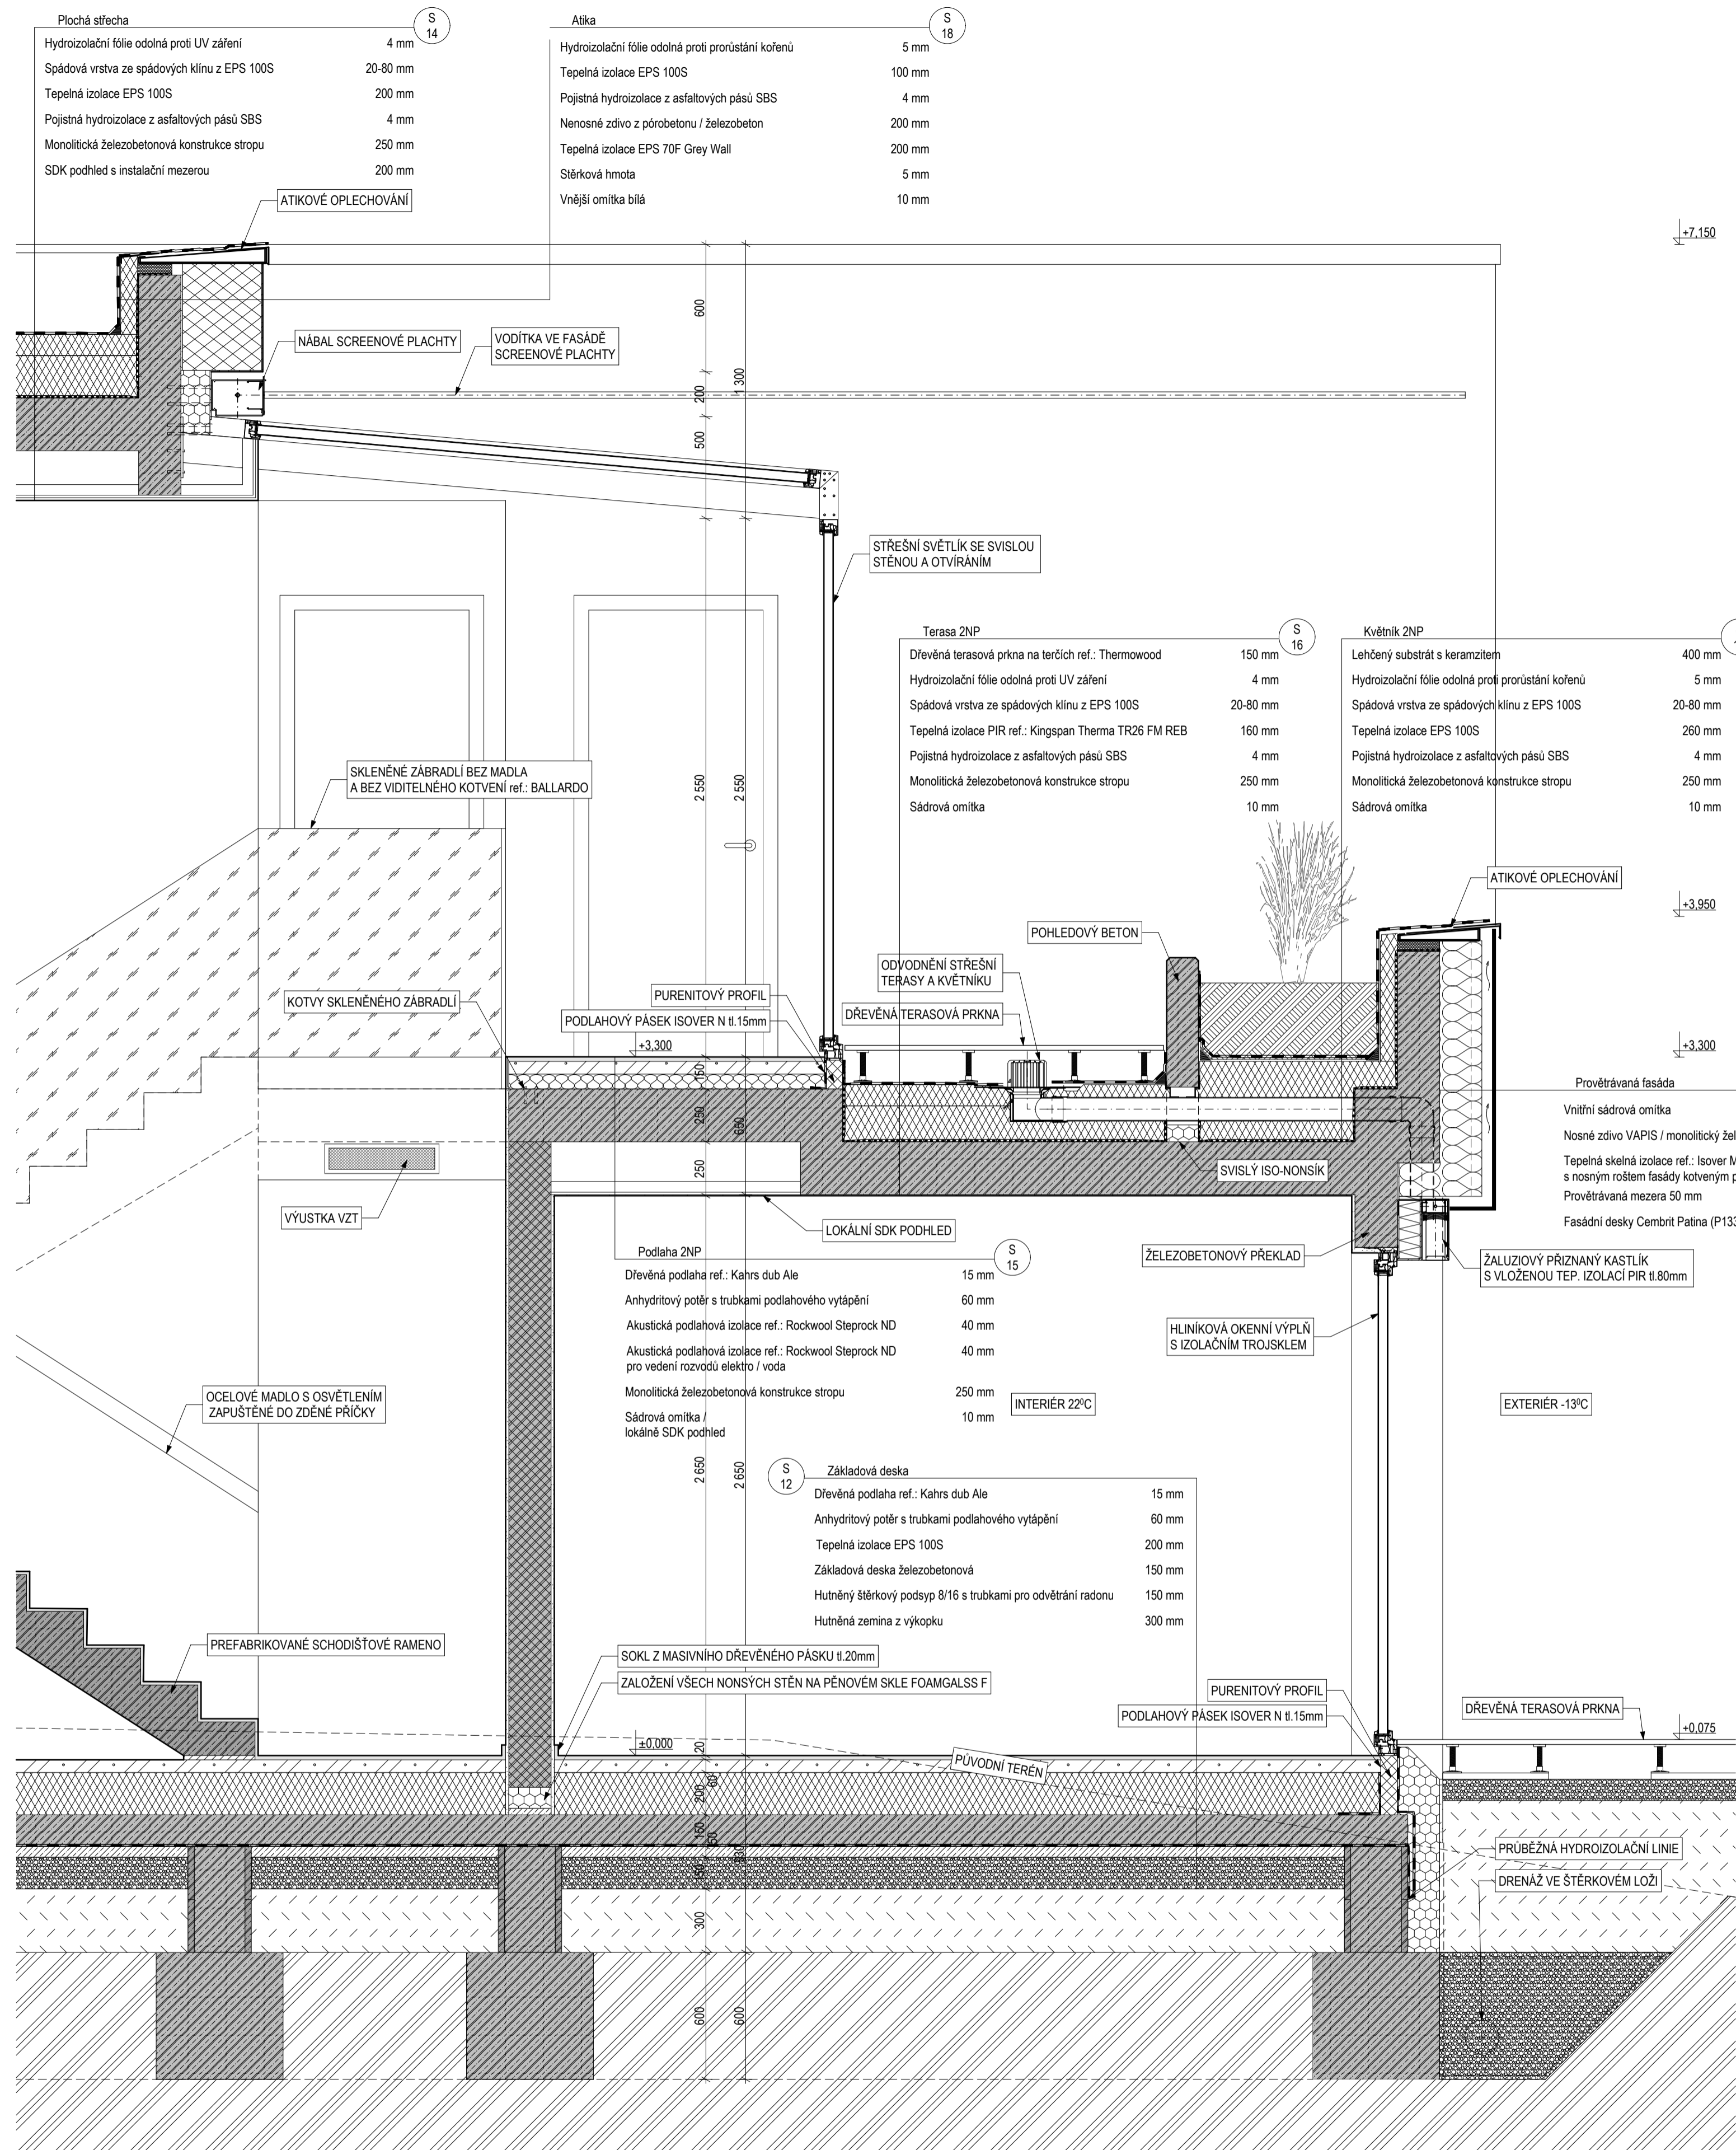 Plochá střecha
S
14
Hydroizolační fólie odolná proti UV záření 4 mm
Spádová vrstva ze spádových klínu z EPS 100S 20-80 mm
Tepelná izolace EPS 100S 200 mm
Pojistná hydroizolace z asfaltových pásů SBS 4 mm
Monolitická železobetonová konstrukce stropu 250 mm
SDK podhled s instalační mezerou 200 mm
Atika
S
18
Hydroizolační fólie odolná proti prorůstání kořenů 5 mm
Tepelná izolace EPS 100S 100 mm
Pojistná hydroizolace z asfaltových pásů SBS 4 mm
Nenosné zdivo z pórobetonu / železobeton 200 mm
Tepelná izolace EPS 70F Grey Wall 200 mm
Stěrková hmota 5 mm
Vnější omítka bílá 10 mm
ATIKOVÉ OPLECHOVÁNÍ
+7,150
NÁBAL SCREENOVÉ PLACHTY
VODÍTKA VE FASÁDĚ
SCREENOVÉ PLACHTY
600
200
500
1 300
STŘEŠNÍ SVĚTLÍK SE SVISLOU
STĚNOU A OTVÍRÁNÍM
Terasa 2NP
S
16
Dřevěná terasová prkna na terčích ref.: Thermowood 150 mm
Hydroizolační fólie odolná proti UV záření 4 mm
Spádová vrstva ze spádových klínu z EPS 100S 20-80 mm
Tepelná izolace PIR ref.: Kingspan Therma TR26 FM REB 160 mm
Pojistná hydroizolace z asfaltových pásů SBS 4 mm
Monolitická železobetonová konstrukce stropu 250 mm
Sádrová omítka 10 mm
Květník 2NP
Lehčený substrát s keramzitem 400 mm
Hydroizolační fólie odolná proti prorůstání kořenů 5 mm
Spádová vrstva ze spádových klínu z EPS 100S 20-80 mm
Tepelná izolace EPS 100S 260 mm
Pojistná hydroizolace z asfaltových pásů SBS 4 mm
Monolitická železobetonová konstrukce stropu 250 mm
Sádrová omítka 10 mm
SKLENĚNÉ ZÁBRADLÍ BEZ MADLA
A BEZ VIDITELNÉHO KOTVENÍ ref.: BALLARDO
2 550
2 550
ATIKOVÉ OPLECHOVÁNÍ
+3,950
POHLEDOVÝ BETON
ODVODNĚNÍ STŘEŠNÍ
TERASY A KVĚTNÍKU
DŘEVĚNÁ TERASOVÁ PRKNA
KOTVY SKLENĚNÉHO ZÁBRADLÍ
PURENITOVÝ PROFIL
PODLAHOVÝ PÁSEK ISOVER N tl.15mm
+3,300
+3,300
150
250
650
250
Provětrávaná fasáda
Vnitřní sádrová omítka
Nosné zdivo VAPIS / monolitický
Tepelná skelná izolace ref.: Isover
s nosným roštem fasády kotveným
Provětrávaná mezera 50 mm
Fasádní desky Cembrit Patina
SVISLÝ ISO-NONSÍK
VÝUSTKA VZT
LOKÁLNÍ SDK PODHLED
ŽELEZOBETONOVÝ PŘEKLAD
ŽALUZIOVÝ PŘIZNANÝ KASTLÍK
S VLOŽENOU TEP. IZOLACÍ PIR tl.80mm
Podlaha 2NP
S
15
Dřevěná podlaha ref.: Kahrs dub Ale 15 mm
Anhydritový potěr s trubkami podlahového vytápění 60 mm
Akustická podlahová izolace ref.: Rockwool Steprock ND 40 mm
Akustická podlahová izolace ref.: Rockwool Steprock ND 40 mm
pro vedení rozvodů elektro / voda
Monolitická železobetonová konstrukce stropu 250 mm
Sádrová omítka / 10 mm
lokálně SDK podhled
HLINÍKOVÁ OKENNÍ VÝPLŇ
S IZOLAČNÍM TROJSKLEM
OCELOVÉ MADLO S OSVĚTLENÍM
ZAPUŠTĚNÉ DO ZDĚNÉ PŘÍČKY
INTERIÉR 22⁰C
EXTERIÉR -13⁰C
2 650
2 650
S
12
Základová deska
Dřevěná podlaha ref.: Kahrs dub Ale 15 mm
Anhydritový potěr s trubkami podlahového vytápění 60 mm
Tepelná izolace EPS 100S 200 mm
Základová deska železobetonová 150 mm
Hutněný štěrkový podsyp 8/16 s trubkami pro odvětrání radonu 150 mm
Hutněná zemina z výkopku 300 mm
PREFABRIKOVANÉ SCHODIŠŤOVÉ RAMENO
SOKL Z MASIVNÍHO DŘEVĚNÉHO PÁSKU tl.20mm
ZALOŽENÍ VŠECH NONSÝCH STĚN NA PĚNOVÉM SKLE FOAMGALSS F
PURENITOVÝ PROFIL
PODLAHOVÝ PÁSEK ISOVER N tl.15mm
DŘEVĚNÁ TERASOVÁ PRKNA
+0,075
±0.000
PŮVODNÍ TERÉN
20
60
200
150
300
600
600
PRŮBĚŽNÁ HYDROIZOLAČNÍ LINIE
DRENÁŽ VE ŠTĚRKOVÉM LOŽI